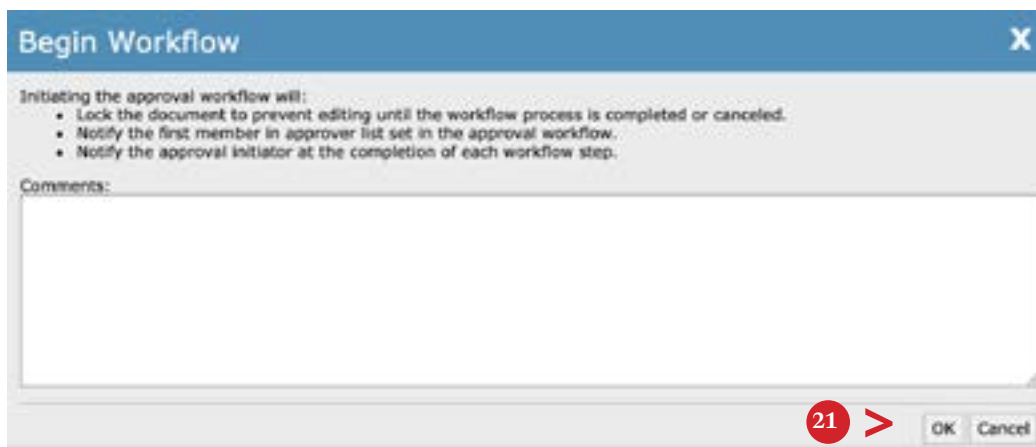 Begin Workflow X
Initiating the approval workflow will:
• Lock the document to prevent editing until the workflow process is completed or canceled.
• Notify the first member in approver list set in the approval workflow.
• Notify the approval initiator at the completion of each workflow step.
Comments:
21 > OK Cancel